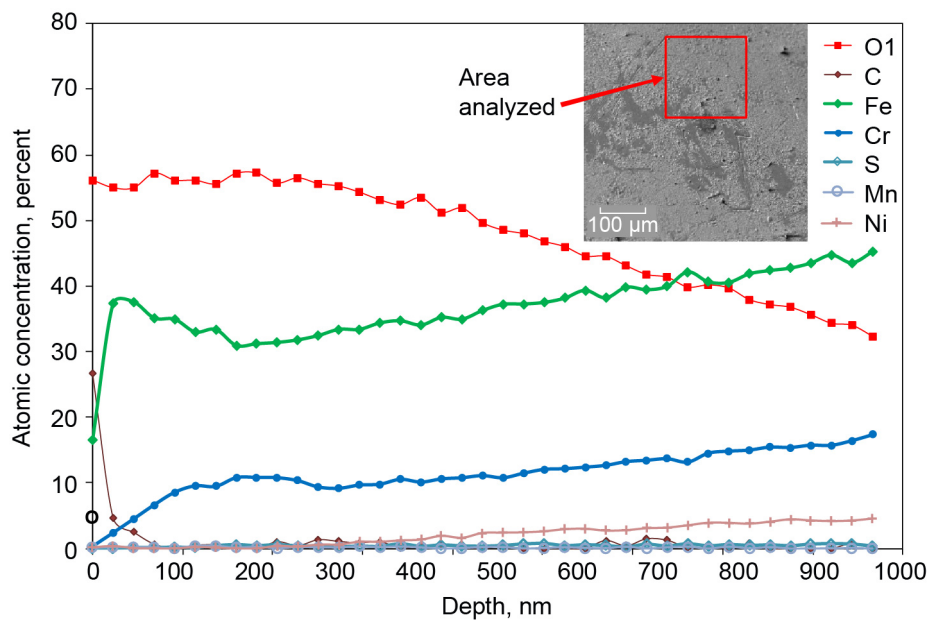 80
70
60
50
40
30
20
10
0
Atomic concentration, percent
0 100 200 300 400 500 600 700 800 900 1000
Depth, nm
Area
analyzed
100 µm
O1
C
Fe
Cr
S
Mn
Ni